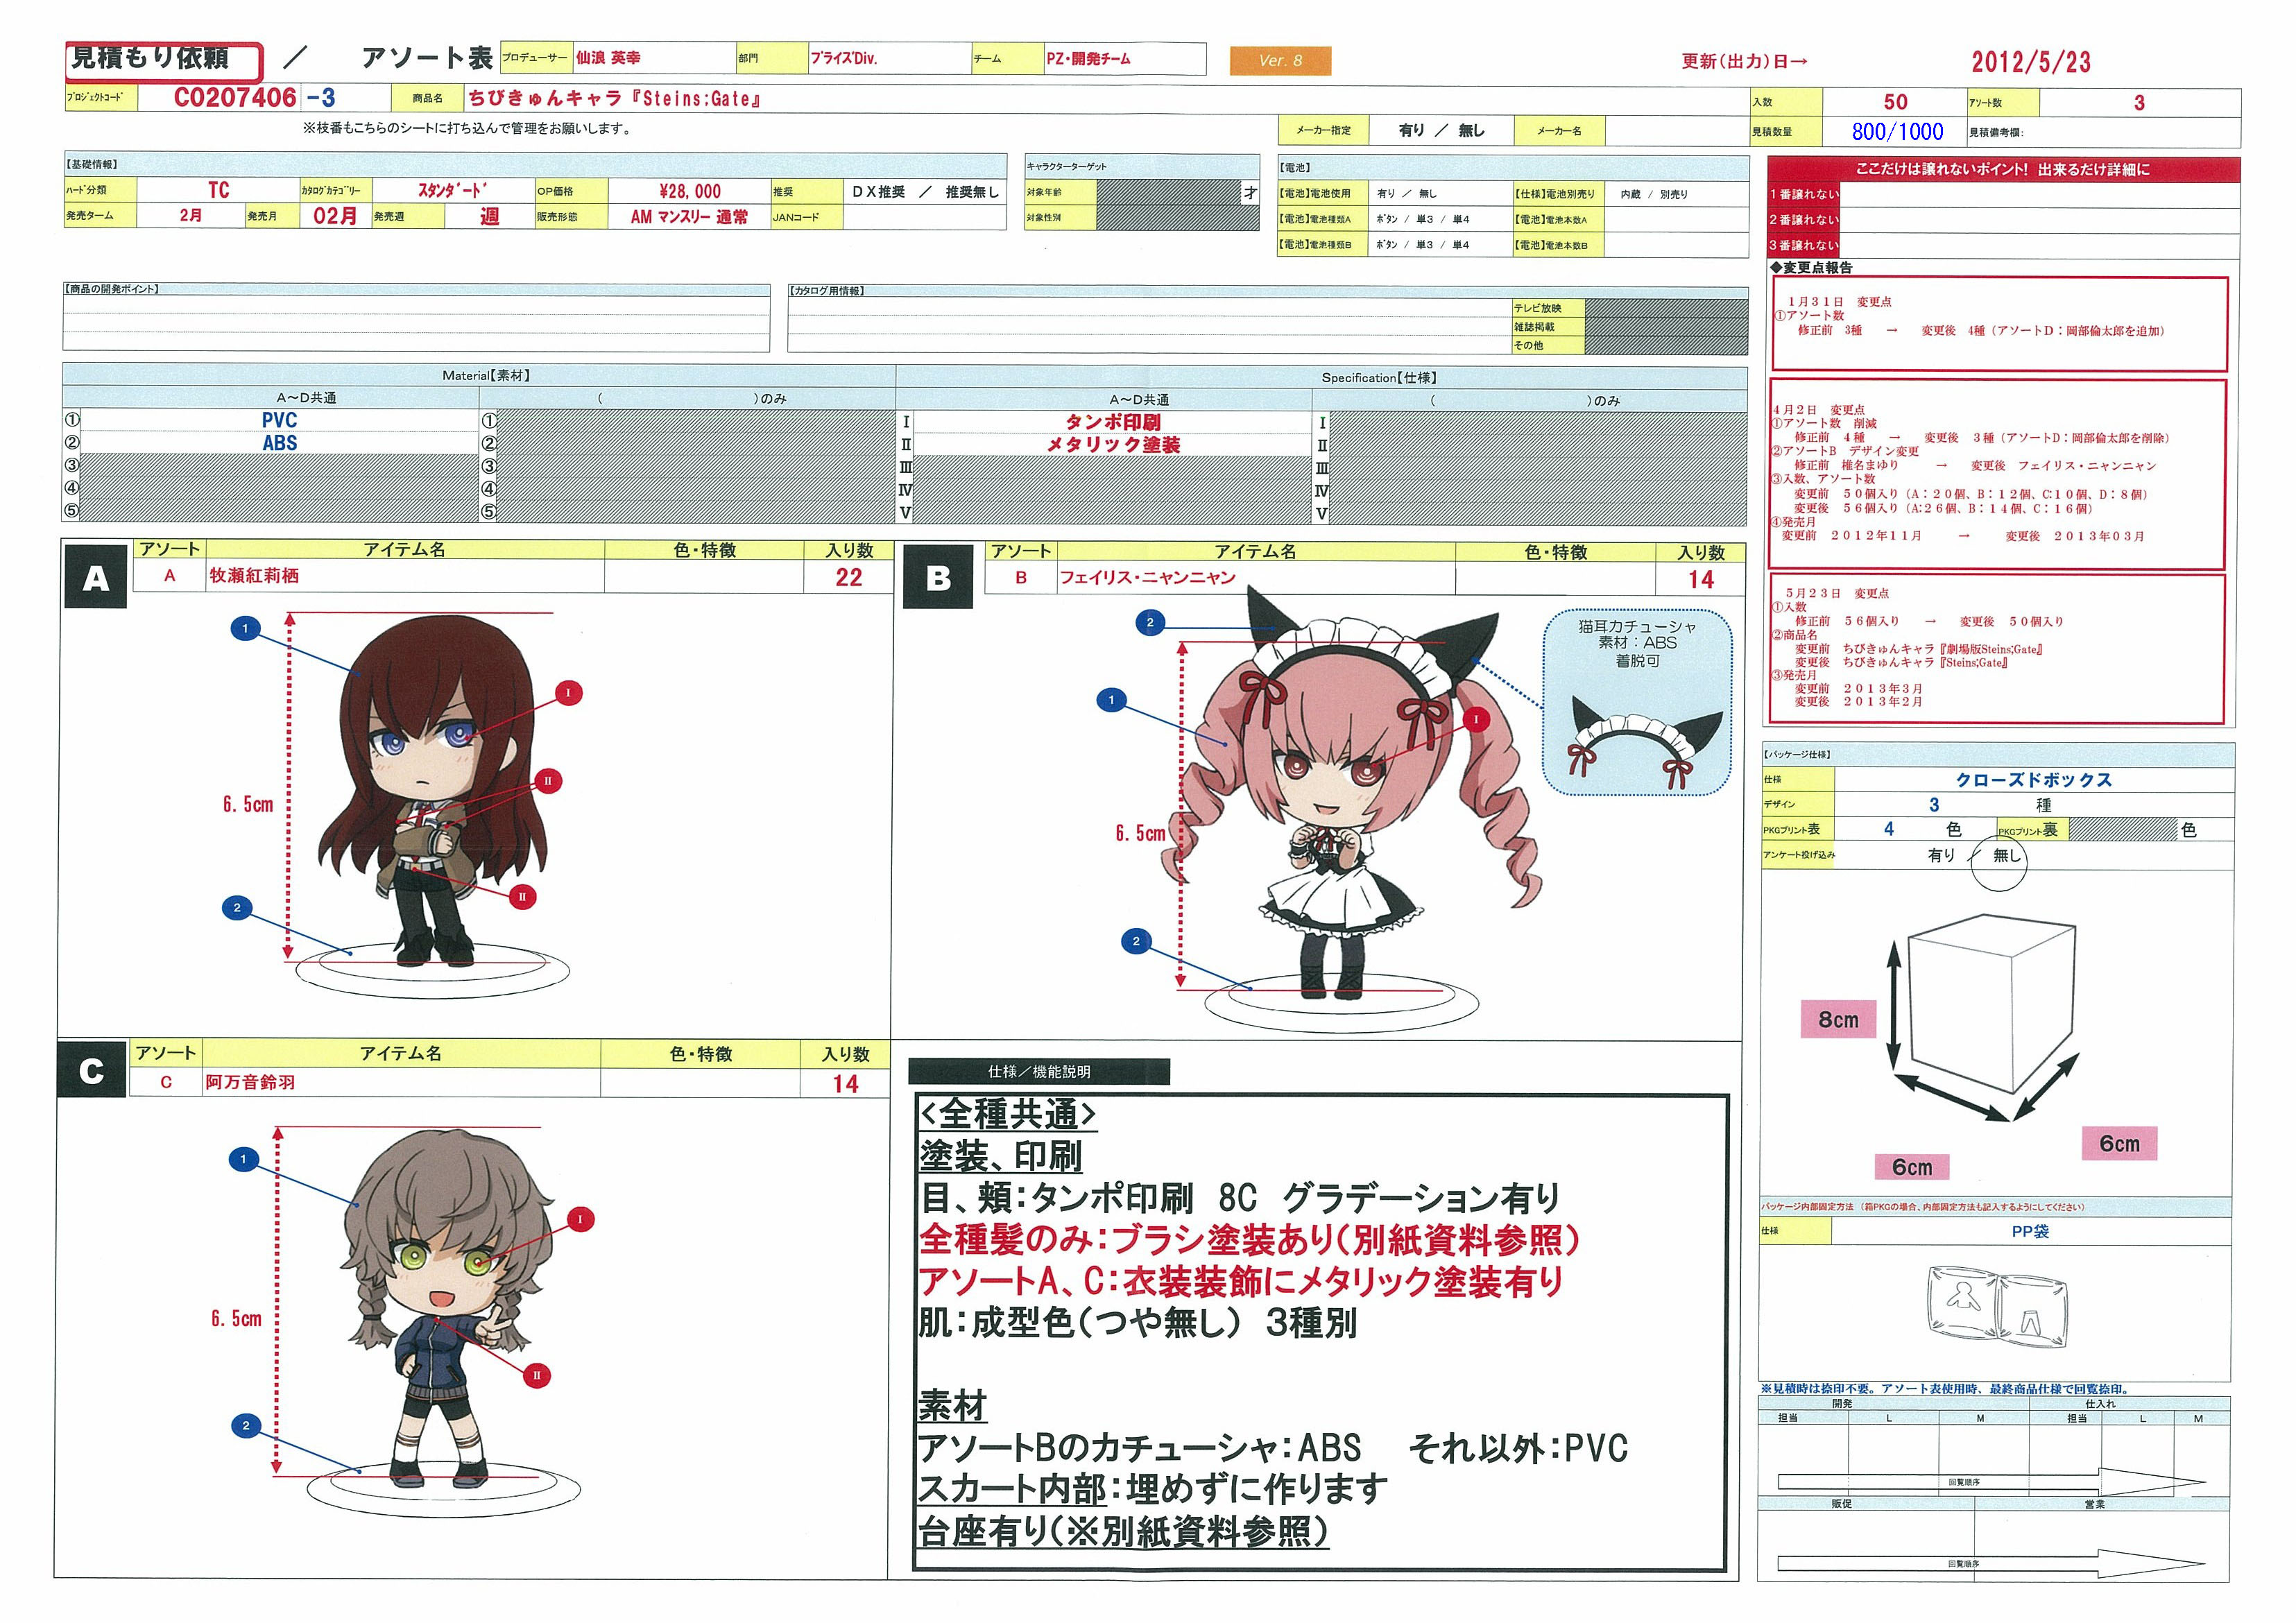 見積もり依頼 / アソート表 プロデューサー 仙浪 英幸 部門 プライズDiv. チーム PZ・開発チーム Ver. 8 更新(出力)日→ 2012/5/23
プロジェクトコード C0207406 -3 商品名 ちびきゅんキャラ『Steins;Gate』 入数 50 アソート数 3
※枝番もこちらのシートに打ち込んで管理をお願いします。 メーカー指定 有り / 無し メーカー名 見積数量 800/1000 見積備考欄:
【基礎情報】
ハード分類 TC カタログカテゴリー スタンダード OP価格 ¥28,000 推奨 DX推奨 / 推奨無し
発売ターム 2月 発売月 02月 発売週 週 販売形態 AM マンスリー 通常 JANコード
キャラクターターゲット
対象年齢 才
対象性別
【電池】
【電池】電池使用 有り / 無し 【仕様】電池別売り 内蔵 / 別売り
【電池】電池種類A ボタン / 単3 / 単4 【電池】電池本数A
【電池】電池種類B ボタン / 単3 / 単4 【電池】電池本数B
ここだけは譲れないポイント! 出来るだけ詳細に
1番譲れない
2番譲れない
3番譲れない
◆変更点報告
1月31日 変更点
①アソート数
修正前 3種 → 変更後 4種(アソートD:岡部倫太郎を追加)
4月2日 変更点
①アソート数 削減
修正前 4種 → 変更後 3種(アソートD:岡部倫太郎を削除)
②アソートB デザイン変更
修正前 椎名まゆり → 変更後 フェイリス・ニャンニャン
③入数、アソート数
変更前 50個入り(A:20個、B:12個、C:10個、D:8個)
変更後 56個入り(A:26個、B:14個、C:16個)
④発売月
変更前 2012年11月 → 変更後 2013年03月
5月23日 変更点
①入数
修正前 56個入り → 変更後 50個入り
②商品名
変更前 ちびきゅんキャラ『劇場版Steins;Gate』
変更後 ちびきゅんキャラ『Steins;Gate』
③発売月
変更前 2013年3月
変更後 2013年2月
【商品の開発ポイント】
【カタログ用情報】
テレビ放映
雑誌掲載
その他
Material【素材】 Specification【仕様】
A~D共通 ( )のみ A~D共通 ( )のみ
① PVC ① Ⅰ タンポ印刷 Ⅰ
② ABS ② Ⅱ メタリック塗装 Ⅱ
③ ③ Ⅲ Ⅲ
④ ④ Ⅳ Ⅳ
⑤ ⑤ Ⅴ Ⅴ
A アソート アイテム名 色・特徴 入り数
A 牧瀬紅莉栖 22
1
Ⅰ
Ⅱ
6.5cm
Ⅱ
2
B アソート アイテム名 色・特徴 入り数
B フェイリス・ニャンニャン 14
2
猫耳カチューシャ
素材:ABS
着脱可
1
Ⅰ
6.5cm
2
C アソート アイテム名 色・特徴 入り数
C 阿万音鈴羽 14
1
Ⅰ
6.5cm
Ⅱ
2
仕様/機能説明
<全種共通>
塗装、印刷
目、頬:タンポ印刷 8C グラデーション有り
全種髪のみ:ブラシ塗装あり(別紙資料参照)
アソートA、C:衣装装飾にメタリック塗装有り
肌:成型色(つや無し) 3種別
素材
アソートBのカチューシャ:ABS それ以外:PVC
スカート内部:埋めずに作ります
台座有り(※別紙資料参照)
【パッケージ仕様】
仕様 クローズドボックス
デザイン 3 種
PKGプリント表 4 色 PKGプリント裏 色
アンケート投げ込み 有り / 無し
8cm
6cm
6cm
パッケージ内部固定方法 (箱PKGの場合、内部固定方法も記入するようにしてください)
仕様 PP袋
※見積時は捺印不要。アソート表使用時、最終商品仕様で回覧捺印。
開発 仕入れ
担当 L M 担当 L M
回覧順序
販促 営業
回覧順序